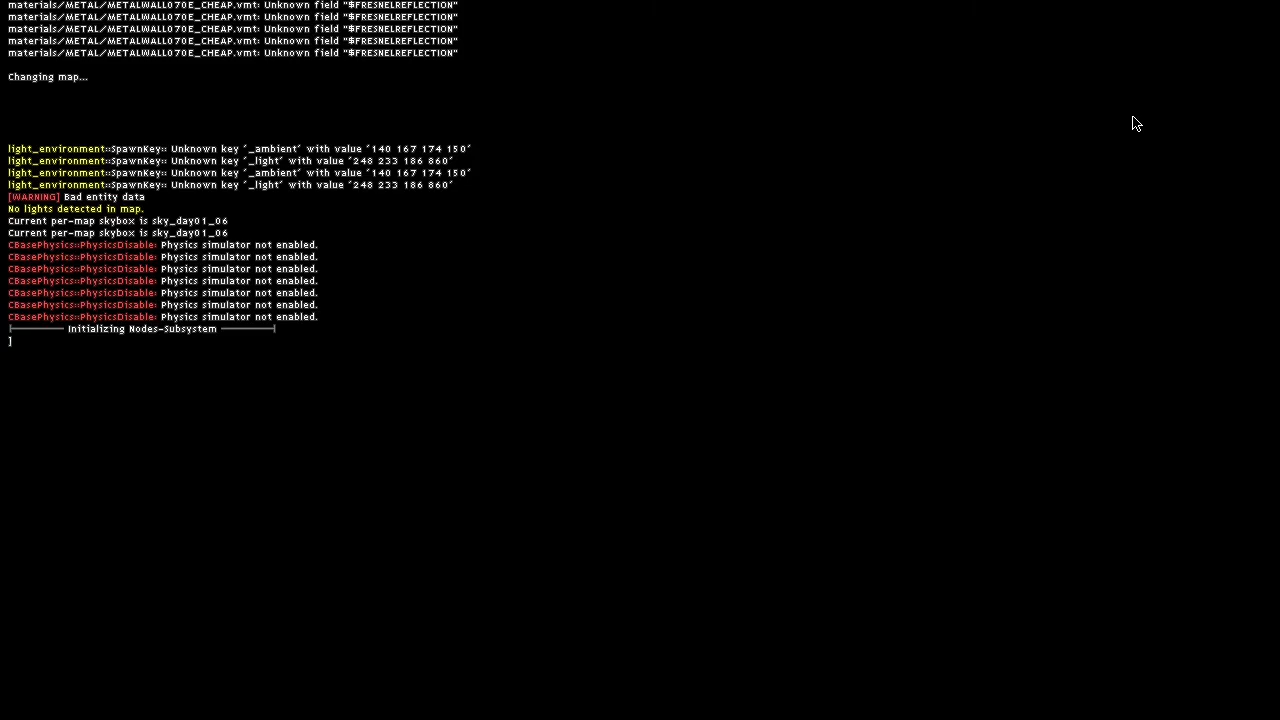 materials/METAL/METALWALL070E_CHEAP.vmt: Unknown field "$FRESNELREFLECTION"
materials/METAL/METALWALL070E_CHEAP.vmt: Unknown field "$FRESNELREFLECTION"
materials/METAL/METALWALL070E_CHEAP.vmt: Unknown field "$FRESNELREFLECTION"
materials/METAL/METALWALL070E_CHEAP.vmt: Unknown field "$FRESNELREFLECTION"
materials/METAL/METALWALL070E_CHEAP.vmt: Unknown field "$FRESNELREFLECTION"
Changing map...
light_environment::SpawnKey:: Unknown key '_ambient' with value '140 167 174 150'
light_environment::SpawnKey:: Unknown key '_light' with value '248 233 186 860'
light_environment::SpawnKey:: Unknown key '_ambient' with value '140 167 174 150'
light_environment::SpawnKey:: Unknown key '_light' with value '248 233 186 860'
[WARNING] Bad entity data
No lights detected in map.
Current per-map skybox is sky_day01_06
Current per-map skybox is sky_day01_06
CBasePhysics::PhysicsDisable: Physics simulator not enabled.
CBasePhysics::PhysicsDisable: Physics simulator not enabled.
CBasePhysics::PhysicsDisable: Physics simulator not enabled.
CBasePhysics::PhysicsDisable: Physics simulator not enabled.
CBasePhysics::PhysicsDisable: Physics simulator not enabled.
CBasePhysics::PhysicsDisable: Physics simulator not enabled.
CBasePhysics::PhysicsDisable: Physics simulator not enabled.
|--------- Initializing Nodes-Subsystem ---------|
]